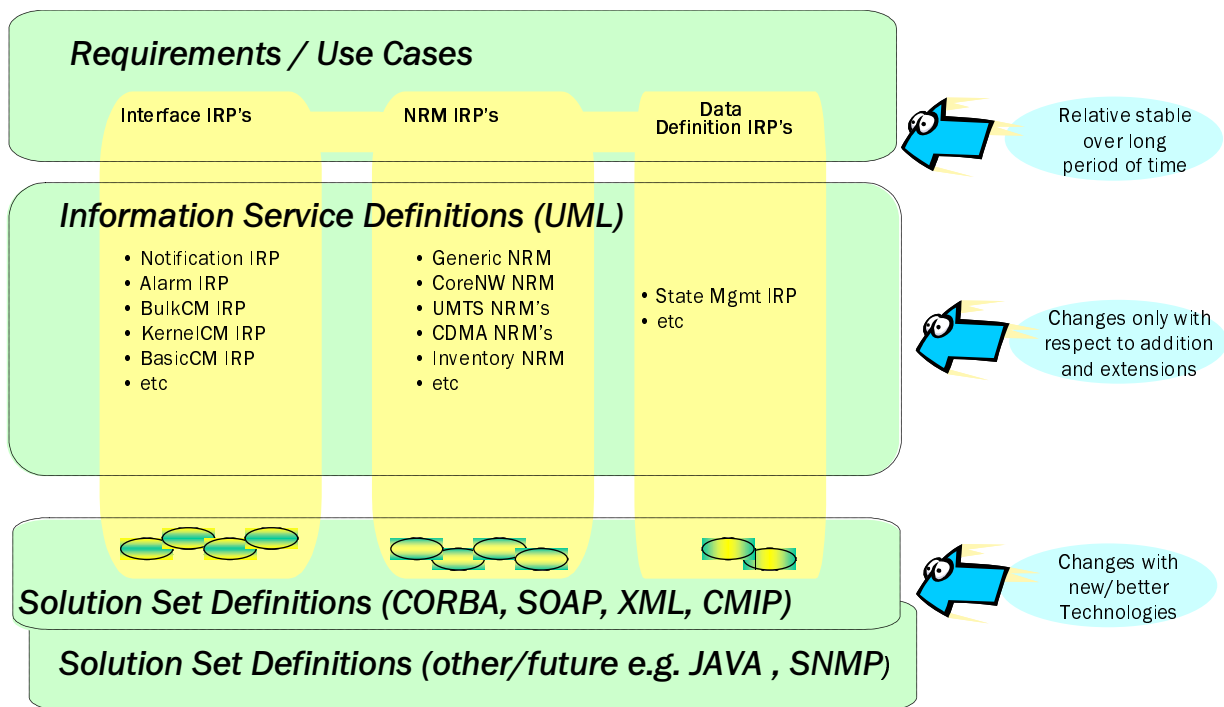 Requirements / Use Cases
Interface IRP's
NRM IRP's
Data
Definition IRP's
Relative stable
over long
period of time
Information Service Definitions (UML)
• Notification IRP
• Alarm IRP
• BulkCM IRP
• KernelCM IRP
• BasicCM IRP
• etc
• Generic NRM
• CoreNW NRM
• UMTS NRM's
• CDMA NRM's
• Inventory NRM
• etc
• State Mgmt IRP
• etc
Changes only with
respect to addition
and extensions
Solution Set Definitions (CORBA, SOAP, XML, CMIP)
Changes with
new/better
Technologies
Solution Set Definitions (other/future e.g. JAVA , SNMP)